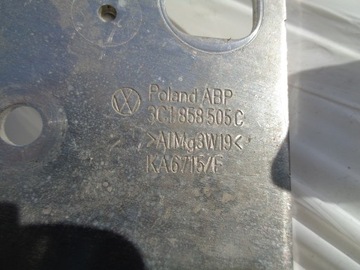 Poland ABP
3C1 858 505 C
>AlMg3W19<
KA6715/F